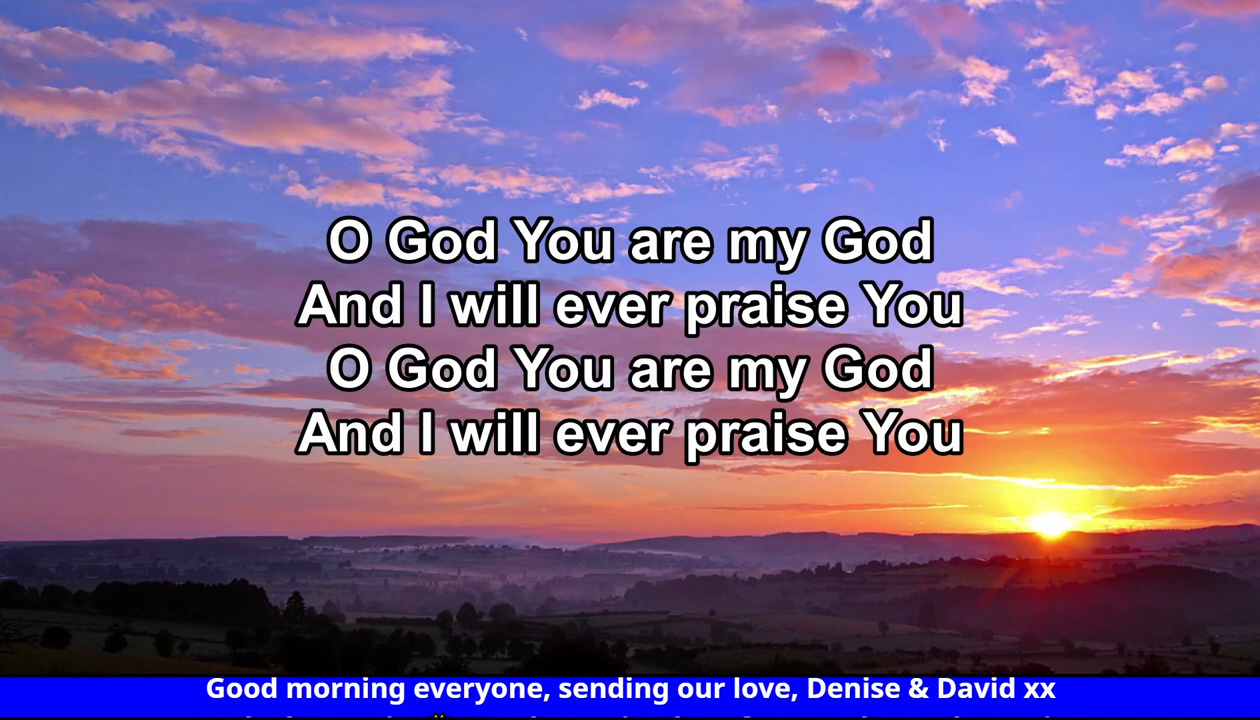 O God You are my God
And I will ever praise You
O God You are my God
And I will ever praise You
Good morning everyone, sending our love, Denise & David xx